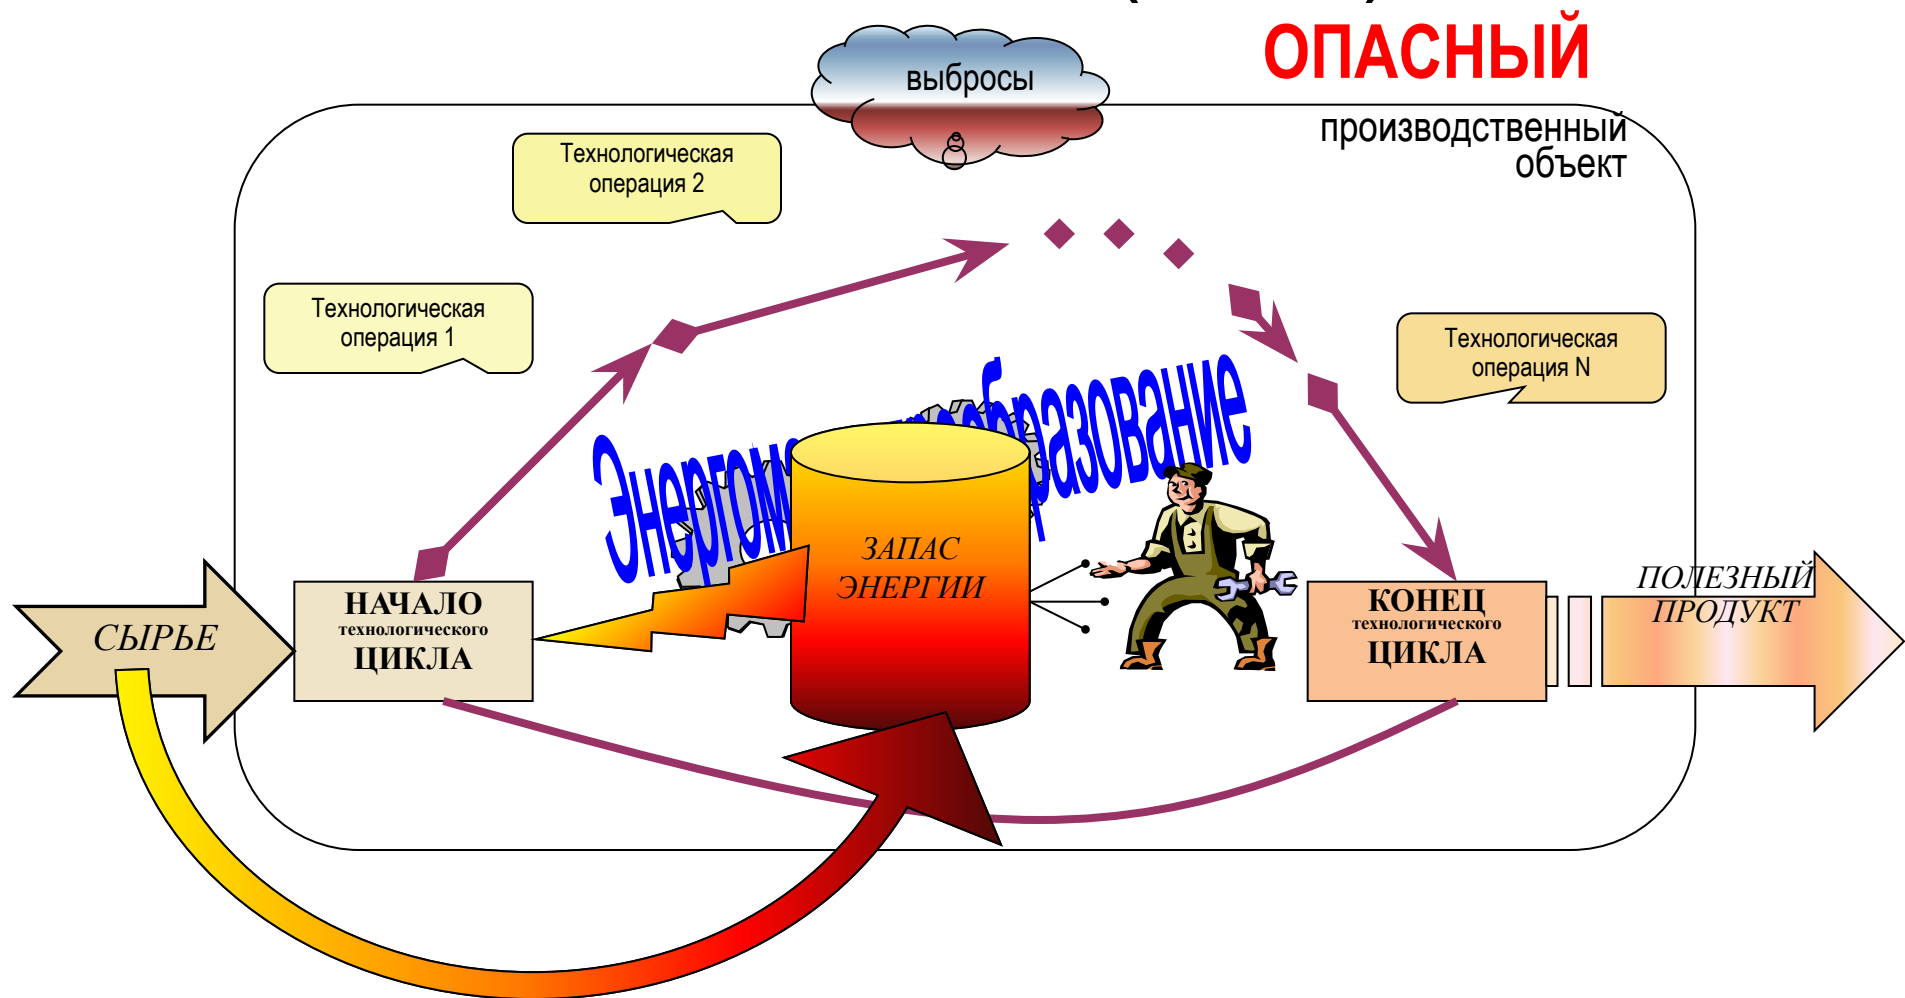 ОПАСНЫЙ
производственный
объект
выбросы
Технологическая
операция 2
Технологическая
операция 1
Технологическая
операция N
ЗАПАС
ЭНЕРГИИ
СЫРЬЕ
НАЧАЛО
технологического
ЦИКЛА
КОНЕЦ
технологического
ЦИКЛА
ПОЛЕЗНЫЙ
ПРОДУКТ